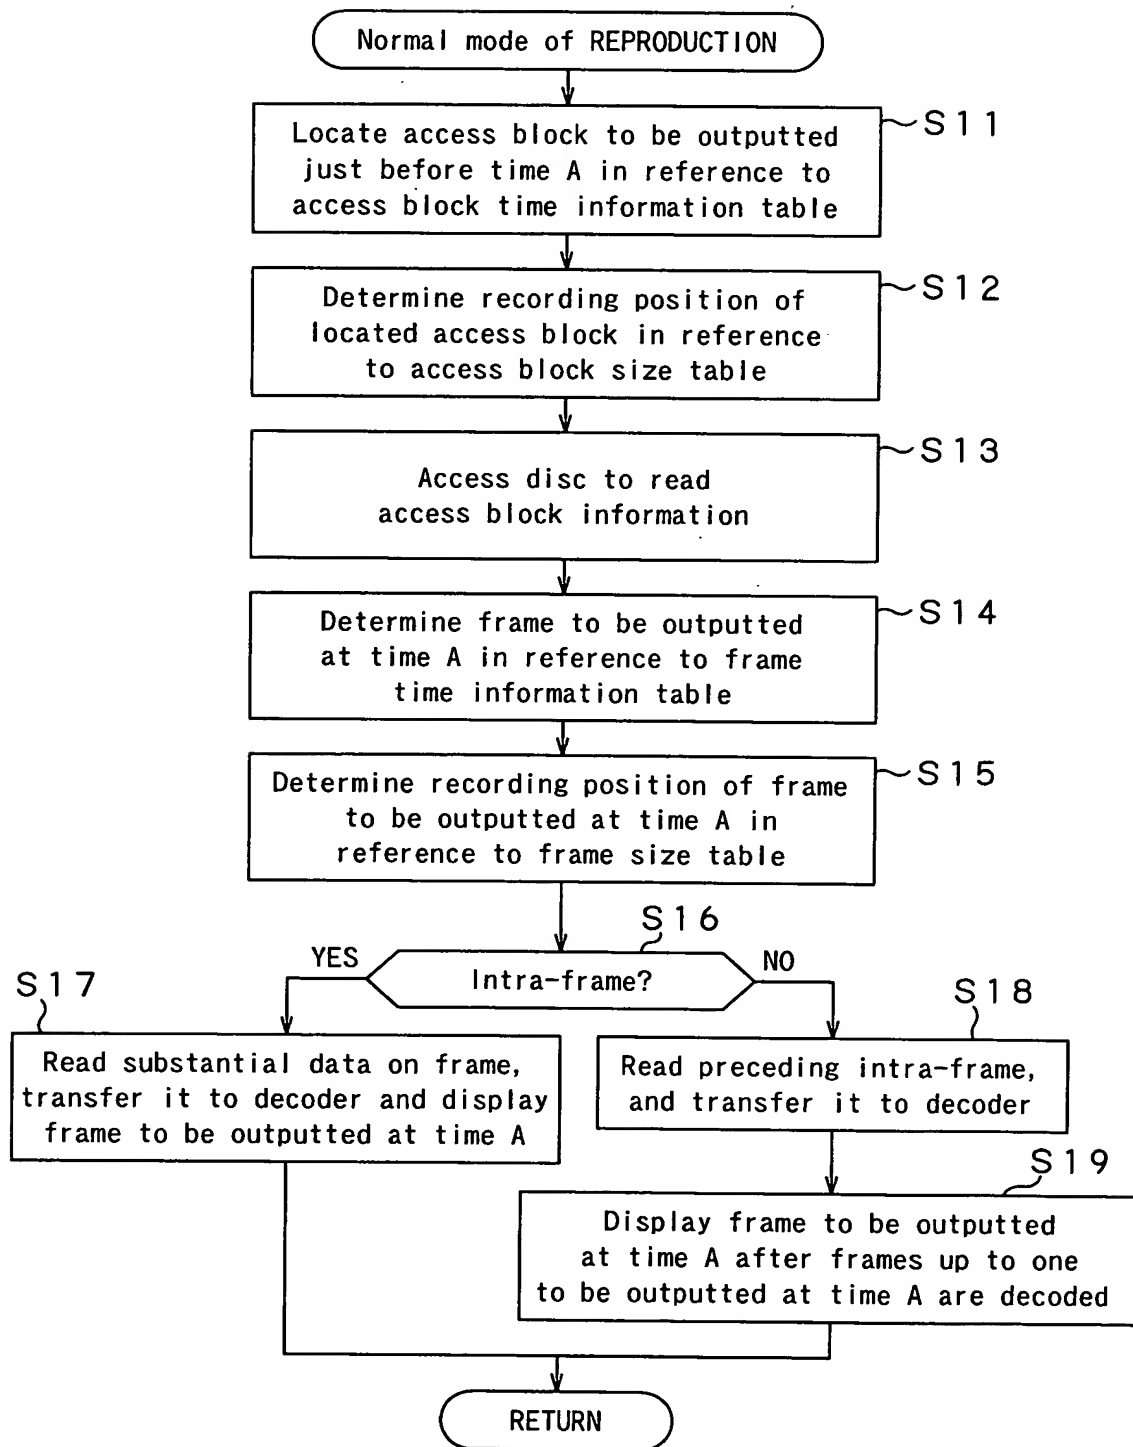 Normal mode of REPRODUCTION
S11
Locate access block to be outputted
just before time A in reference to
access block time information table
S12
Determine recording position of
located access block in reference
to access block size table
S13
Access disc to read
access block information
S14
Determine frame to be outputted
at time A in reference to frame
time information table
S15
Determine recording position of frame
to be outputted at time A in
reference to frame size table
S16
YES
Intra-frame?
NO
S17
Read substantial data on frame,
transfer it to decoder and display
frame to be outputted at time A
S18
Read preceding intra-frame,
and transfer it to decoder
S19
Display frame to be outputted
at time A after frames up to one
to be outputted at time A are decoded
RETURN